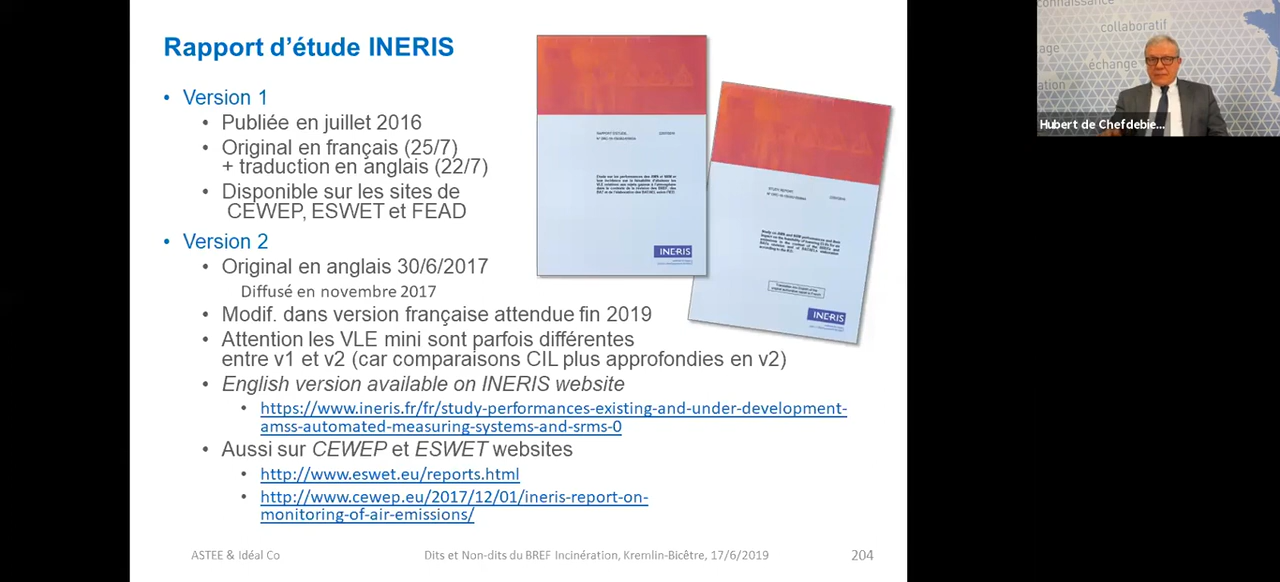 Rapport d'étude INERIS
• Version 1
• Publiée en juillet 2016
• Original en français (25/7)
+ traduction en anglais (22/7)
• Disponible sur les sites de
CEWEP, ESWET et FEAD
• Version 2
• Original en anglais 30/6/2017
Diffusé en novembre 2017
• Modif. dans version française attendue fin 2019
• Attention les VLE mini sont parfois différentes
entre v1 et v2 (car comparaisons CIL plus approfondies en v2)
• English version available on INERIS website
• https://www.ineris.fr/fr/study-performances-existing-and-under-development-
amss-automated-measuring-systems-and-srms-0
• Aussi sur CEWEP et ESWET websites
• http://www.eswet.eu/reports.html
• http://www.cewep.eu/2017/12/01/ineris-report-on-
monitoring-of-air-emissions/
ASTEE & Idéal Co
Dits et Non-dits du BREF Incinération, Kremlin-Bicêtre, 17/6/2019
204
RAPPORT D'ÉTUDE
INERIS
STUDY REPORT
INERIS
connaissance
collaboratif
échange
Hubert de Chefdebie...